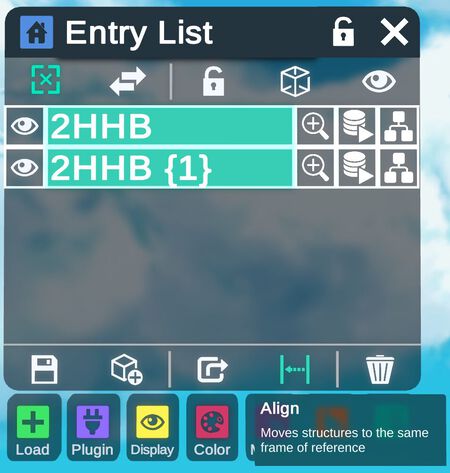 Entry List
2HHB
2HHB {1}
Load
Plugin
Display
Color
Align
Moves structures to the same
frame of reference